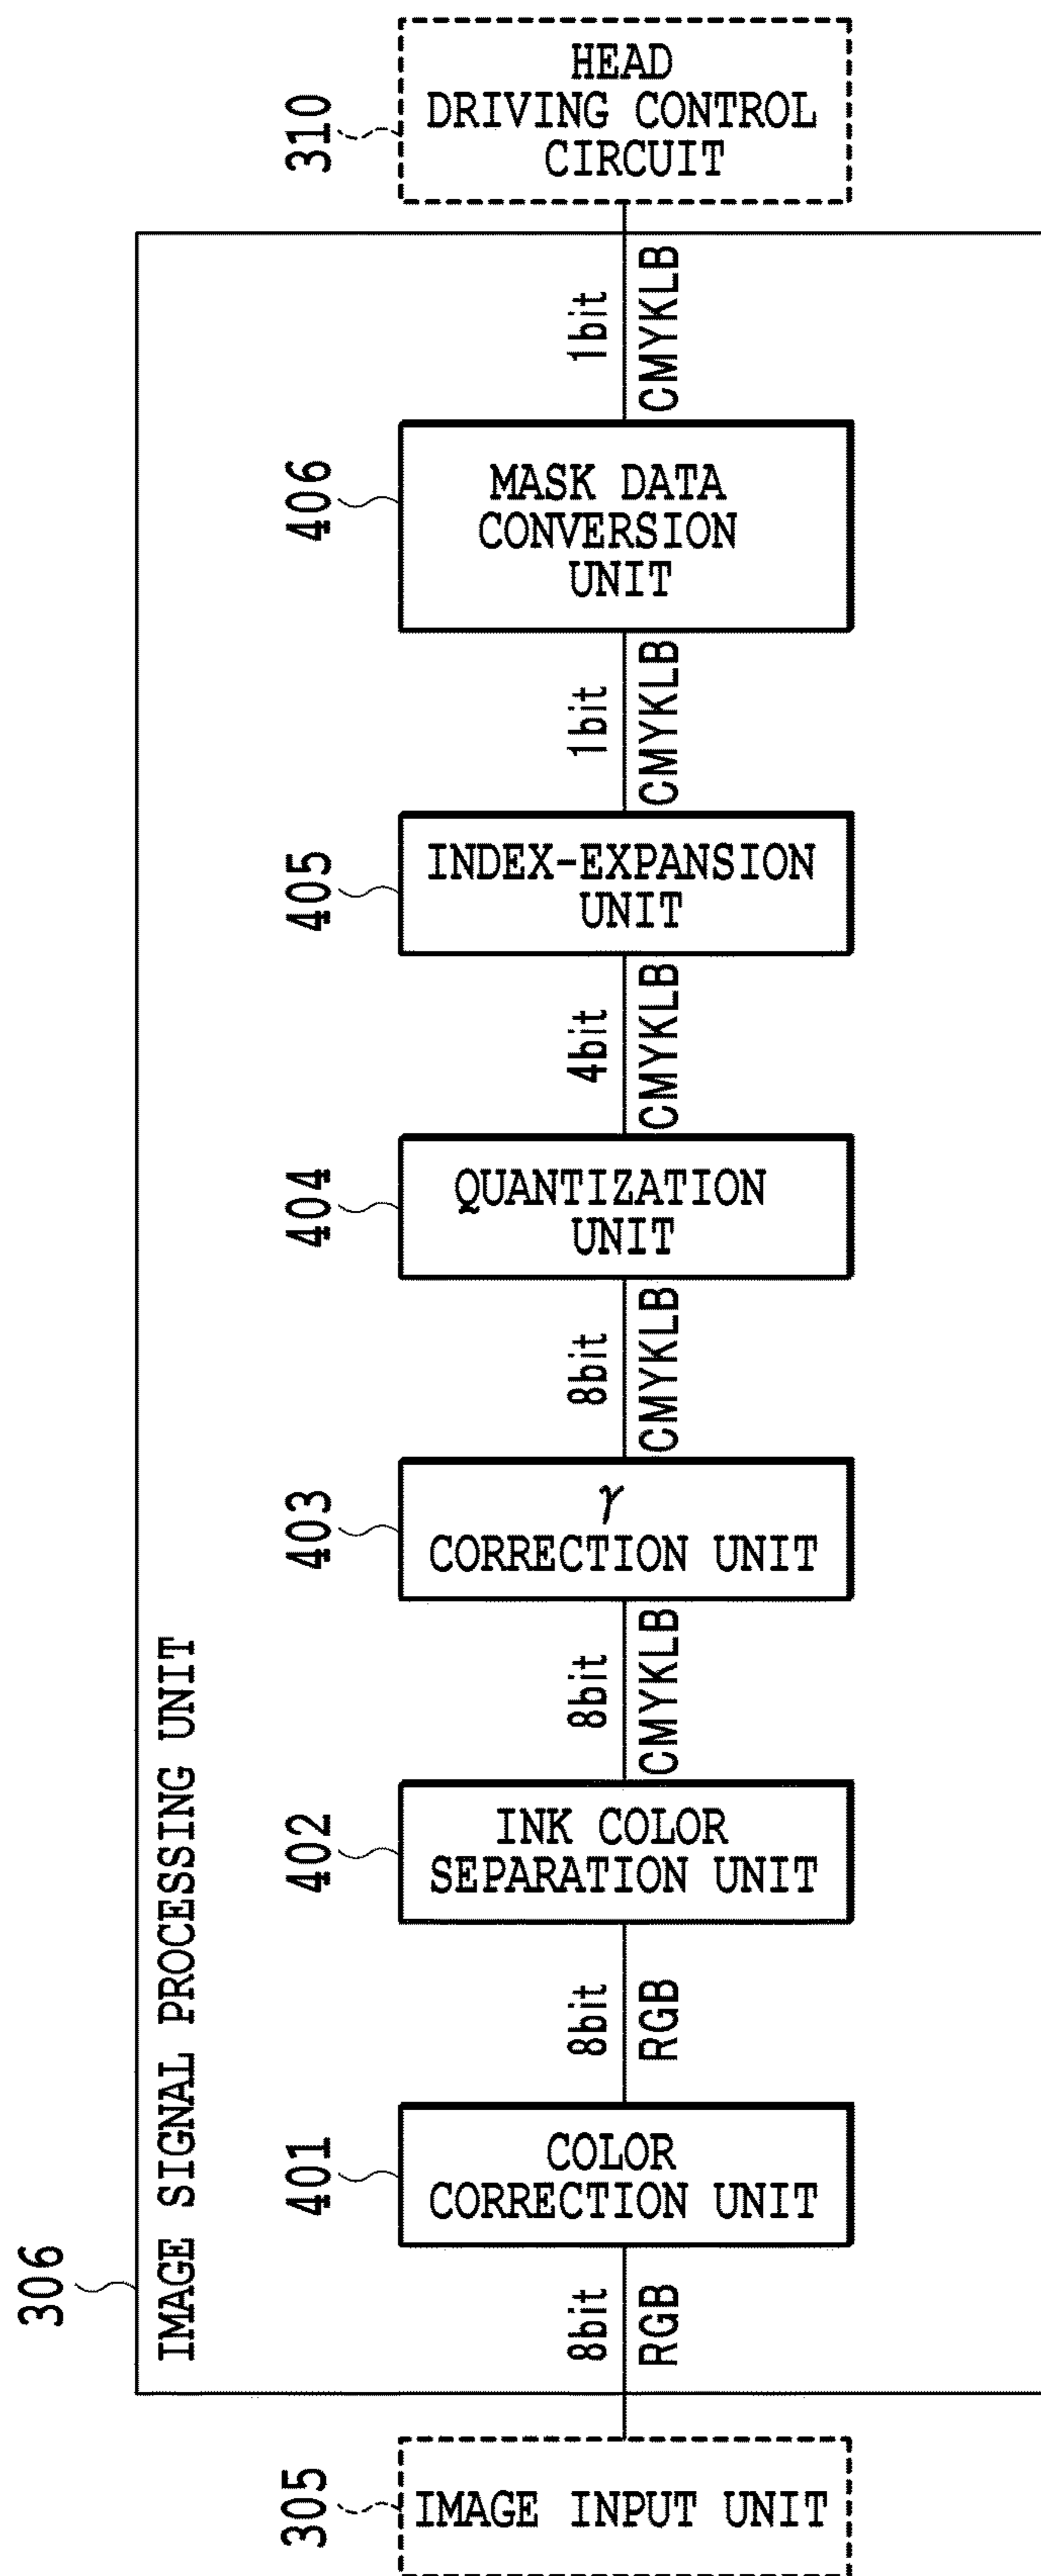 310
HEAD
DRIVING CONTROL
CIRCUIT
1bit
CMYKLB
406
MASK DATA
CONVERSION
UNIT
1bit
CMYKLB
405
INDEX-EXPANSION
UNIT
4bit
CMYKLB
404
QUANTIZATION
UNIT
8bit
CMYKLB
403
γ
CORRECTION UNIT
8bit
CMYKLB
402
INK COLOR
SEPARATION UNIT
8bit
RGB
401
COLOR
CORRECTION UNIT
8bit
RGB
306
IMAGE SIGNAL PROCESSING UNIT
305
IMAGE INPUT UNIT